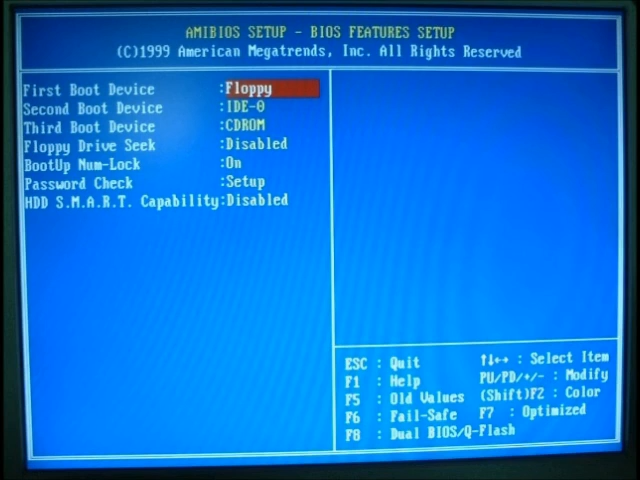 AMIBIOS SETUP - BIOS FEATURES SETUP
(C)1999 American Megatrends, Inc. All Rights Reserved
First Boot Device :Floppy
Second Boot Device :IDE-0
Third Boot Device :CDROM
Floppy Drive Seek :Disabled
BootUp Num-Lock :On
Password Check :Setup
HDD S.M.A.R.T. Capability:Disabled
ESC : Quit ↑↓←→ : Select Item
F1 : Help PU/PD/+/- : Modify
F5 : Old Values (Shift)F2 : Color
F6 : Fail-Safe F7 : Optimized
F8 : Dual BIOS/Q-Flash